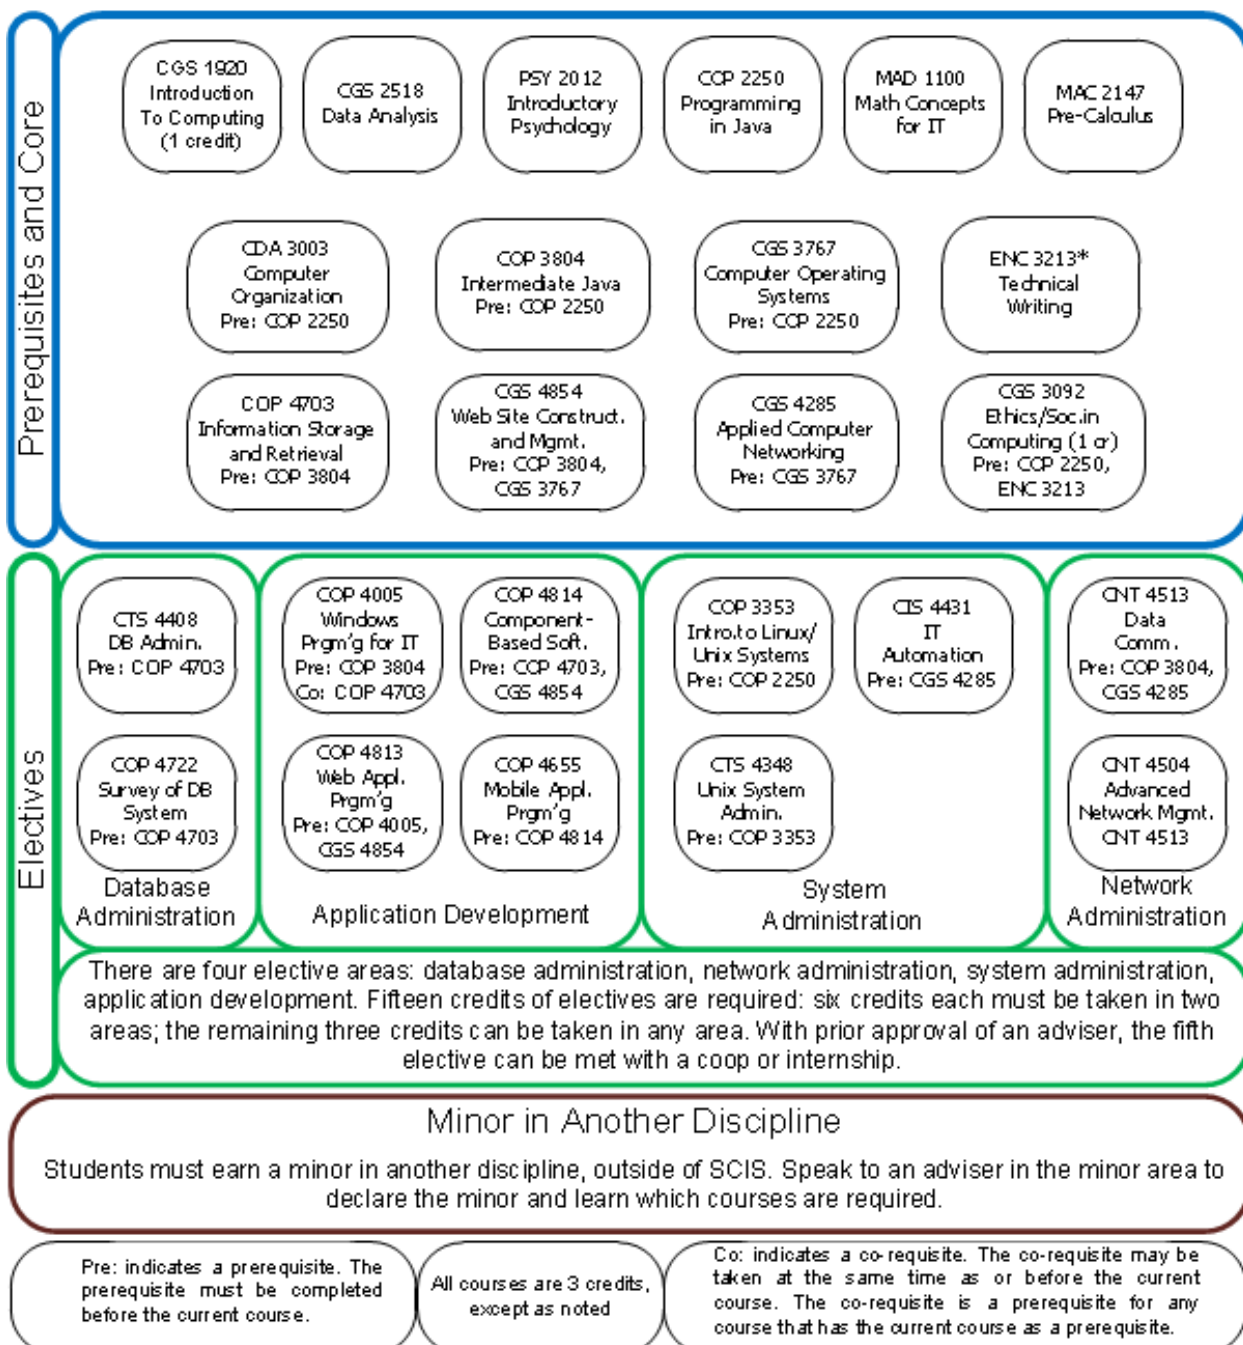 Prerequisites and Core
CGS 1920
Introduction
To Computing
(1 credit)
CGS 2518
Data Analysis
PSY 2012
Introductory
Psychology
COP 2250
Programming
in Java
MAD 1100
Math Concepts
for IT
MAC 2147
Pre-Calculus
CDA 3003
Computer
Organization
Pre: COP 2250
COP 3804
Intermediate Java
Pre: COP 2250
CGS 3767
Computer Operating
Systems
Pre: COP 2250
ENC 3213*
Technical
Writing
COP 4703
Information Storage
and Retrieval
Pre: COP 3804
CGS 4854
Web Site Construct.
and Mgmt.
Pre: COP 3804,
CGS 3767
CGS 4285
Applied Computer
Networking
Pre: CGS 3767
CGS 3092
Ethics/Soc.in
Computing (1 cr)
Pre: COP 2250,
ENC 3213
Electives
CTS 4408
DB Admin.
Pre: COP 4703
COP 4722
Survey of DB
System
Pre: COP 4703
Database
Administration
COP 4005
Windows
Prgm'g for IT
Pre: COP 3804
Co: COP 4703
COP 4814
Component-
Based Soft.
Pre: COP 4703,
CGS 4854
COP 4813
Web Appl.
Prgm'g
Pre: COP 4005,
CGS 4854
COP 4655
Mobile Appl.
Prgm'g
Pre: COP 4814
Application Development
COP 3353
Intro.to Linux/
Unix Systems
Pre: COP 2250
CIS 4431
IT
Automation
Pre: CGS 4285
CTS 4348
Unix System
Admin.
Pre: COP 3353
System
Administration
CNT 4513
Data
Comm.
Pre: COP 3804,
CGS 4285
CNT 4504
Advanced
Network Mgmt.
CNT 4513
Network
Administration
There are four elective areas: database administration, network administration, system administration,
application development. Fifteen credits of electives are required: six credits each must be taken in two
areas; the remaining three credits can be taken in any area. With prior approval of an adviser, the fifth
elective can be met with a coop or internship.
Minor in Another Discipline
Students must earn a minor in another discipline, outside of SCIS. Speak to an adviser in the minor area to
declare the minor and learn which courses are required.
Pre: indicates a prerequisite. The
prerequisite must be completed
before the current course.
All courses are 3 credits,
except as noted
Co: indicates a co-requisite. The co-requisite may be
taken at the same time as or before the current
course. The co-requisite is a prerequisite for any
course that has the current course as a prerequisite.